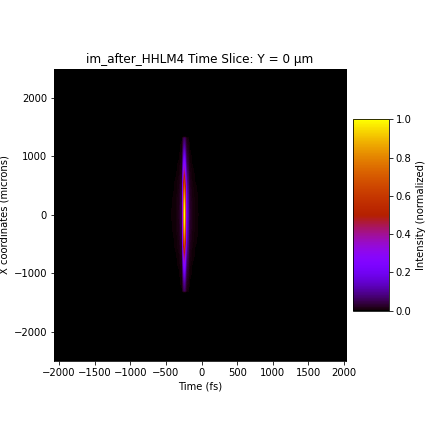 im_after_HHLM4 Time Slice: Y = 0 μm
2000
1000
0
−1000
−2000
X coordinates (microns)
−2000 −1500 −1000 −500 0 500 1000 1500 2000
Time (fs)
1.0
0.8
0.6
0.4
0.2
0.0
Intensity (normalized)